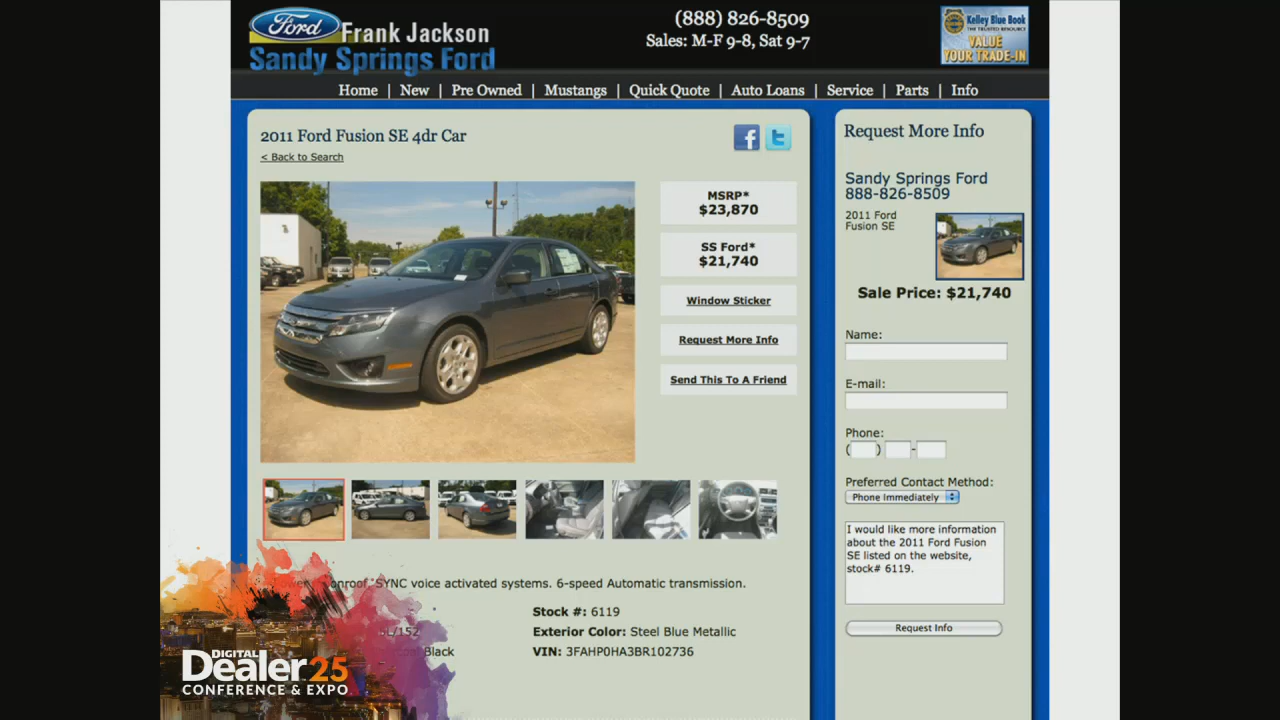 Ford
Frank Jackson
Sandy Springs Ford
(888) 826-8509
Sales: M-F 9-8, Sat 9-7
Kelley Blue Book
THE TRUSTED RESOURCE
VALUE
YOUR TRADE-IN
Home | New | Pre Owned | Mustangs | Quick Quote | Auto Loans | Service | Parts | Info
2011 Ford Fusion SE 4dr Car
< Back to Search
MSRP*
$23,870
SS Ford*
$21,740
Window Sticker
Request More Info
Send This To A Friend
SYNC voice activated systems. 6-speed Automatic transmission.
Stock #: 6119
Exterior Color: Steel Blue Metallic
Black
VIN: 3FAHP0HA3BR102736
Request More Info
Sandy Springs Ford
888-826-8509
2011 Ford
Fusion SE
Sale Price: $21,740
Name:
E-mail:
Phone:
( ) -
Preferred Contact Method:
Phone Immediately
I would like more information
about the 2011 Ford Fusion
SE listed on the website,
stock# 6119.
Request Info
DIGITAL
Dealer 25
CONFERENCE & EXPO